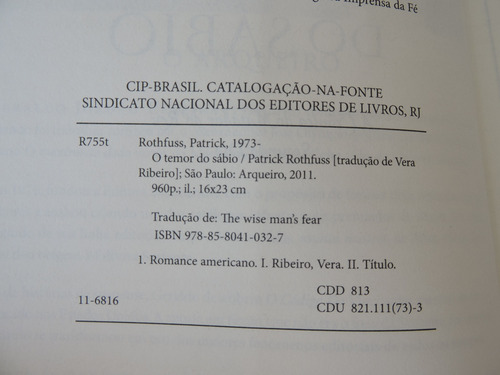 Imprensa da Fé
CIP-BRASIL. CATALOGAÇÃO-NA-FONTE
SINDICATO NACIONAL DOS EDITORES DE LIVROS, RJ
R755t Rothfuss, Patrick, 1973-
O temor do sábio / Patrick Rothfuss [tradução de Vera
Ribeiro]; São Paulo: Arqueiro, 2011.
960p.; il.; 16x23 cm
Tradução de: The wise man's fear
ISBN 978-85-8041-032-7
1. Romance americano. I. Ribeiro, Vera. II. Título.
CDD 813
11-6816 CDU 821.111(73)-3